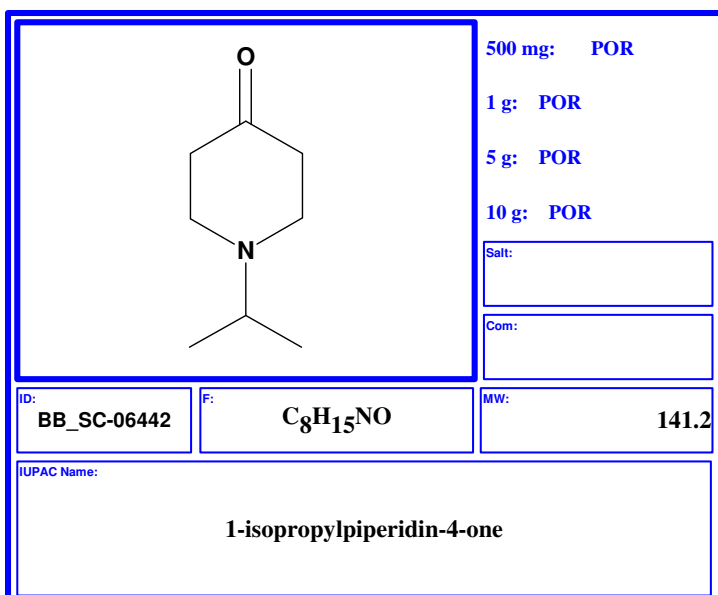 O
N
500 mg: POR
1 g: POR
5 g: POR
10 g: POR
Salt:
Com:
ID:
BB_SC-06442
F:
C8H15NO
MW:
141.2
IUPAC Name:
1-isopropylpiperidin-4-one